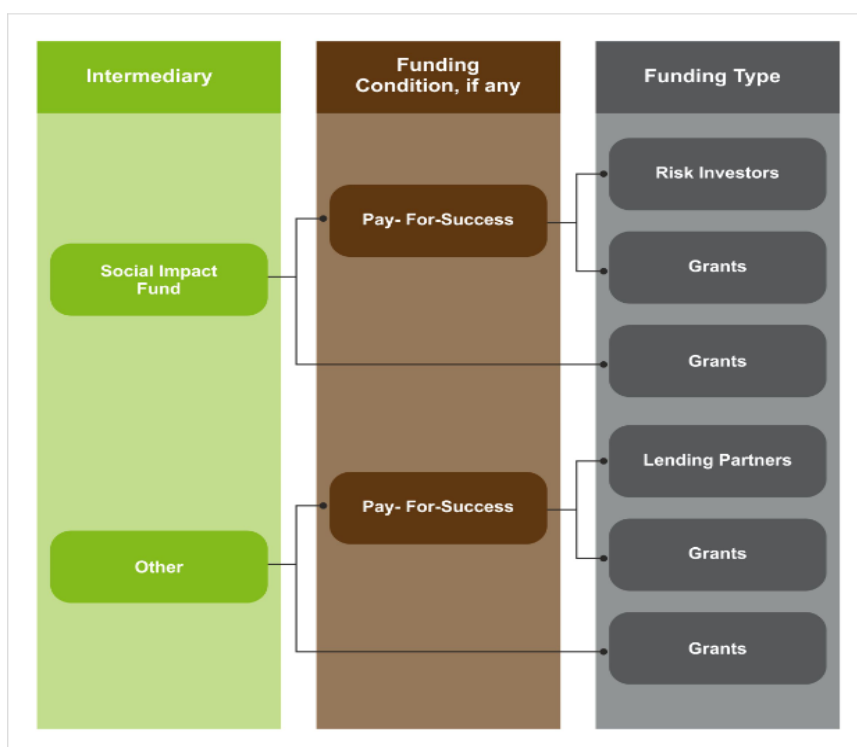 Intermediary
Funding
Condition, if any
Funding Type
Risk Investors
Pay- For-Success
Grants
Social Impact
Fund
Grants
Lending Partners
Pay- For-Success
Grants
Other
Grants